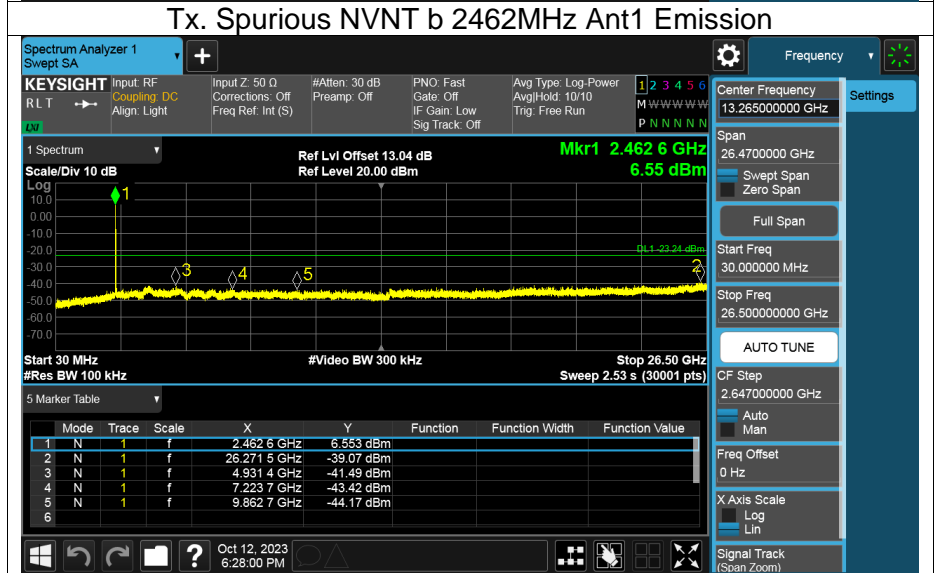 Tx. Spurious NVNT b 2462MHz Ant1 Emission
Spectrum Analyzer 1
Swept SA
+
Frequency
KEYSIGHT
RLT
LXI
Input: RF
Coupling: DC
Align: Light
Input Z: 50 Ω
Corrections: Off
Freq Ref: Int (S)
#Atten: 30 dB
Preamp: Off
PNO: Fast
Gate: Off
IF Gain: Low
Sig Track: Off
Avg Type: Log-Power
Avg|Hold: 10/10
Trig: Free Run
1 2 3 4 5 6
M W W W W W
P N N N N N
Center Frequency
13.265000000 GHz
Settings
1 Spectrum
Scale/Div 10 dB
Ref Lvl Offset 13.04 dB
Ref Level 20.00 dBm
Mkr1 2.462 6 GHz
6.55 dBm
Span
26.4700000 GHz
Swept Span
Zero Span
Full Span
Start Freq
30.000000 MHz
Stop Freq
26.500000000 GHz
AUTO TUNE
CF Step
2.647000000 GHz
Auto
Man
Freq Offset
0 Hz
X Axis Scale
Log
Lin
Signal Track
(Span Zoom)
Log
10.0
0.00
-10.0
-20.0
-30.0
-40.0
-50.0
-60.0
-70.0
1
DL1 -23.24 dBm
3
4
5
2
Start 30 MHz
#Video BW 300 kHz
Stop 26.50 GHz
#Res BW 100 kHz
Sweep 2.53 s (30001 pts)
5 Marker Table
Mode Trace Scale X Y Function Function Width Function Value
1 N 1 f 2.462 6 GHz 6.553 dBm
2 N 1 f 26.271 5 GHz -39.07 dBm
3 N 1 f 4.931 4 GHz -41.49 dBm
4 N 1 f 7.223 7 GHz -43.42 dBm
5 N 1 f 9.862 7 GHz -44.17 dBm
6
?
Oct 12, 2023
6:28:00 PM